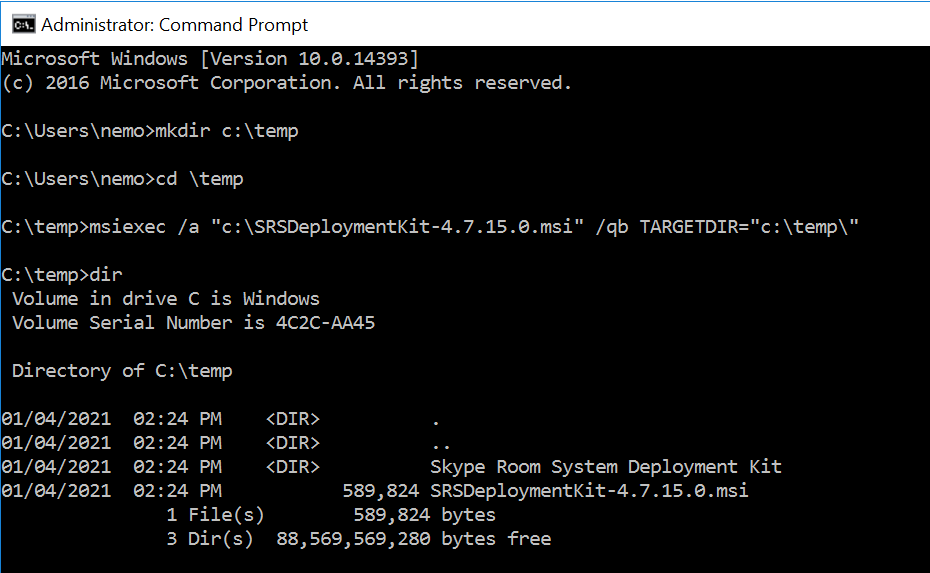 Administrator: Command Prompt
Microsoft Windows [Version 10.0.14393]
(c) 2016 Microsoft Corporation. All rights reserved.
C:\Users\nemo>mkdir c:\temp
C:\Users\nemo>cd \temp
C:\temp>msiexec /a "c:\SRSDeploymentKit-4.7.15.0.msi" /qb TARGETDIR="c:\temp\"
C:\temp>dir
 Volume in drive C is Windows
 Volume Serial Number is 4C2C-AA45
 Directory of C:\temp
01/04/2021  02:24 PM    <DIR>          .
01/04/2021  02:24 PM    <DIR>          ..
01/04/2021  02:24 PM    <DIR>          Skype Room System Deployment Kit
01/04/2021  02:24 PM           589,824 SRSDeploymentKit-4.7.15.0.msi
               1 File(s)        589,824 bytes
               3 Dir(s)  88,569,569,280 bytes free